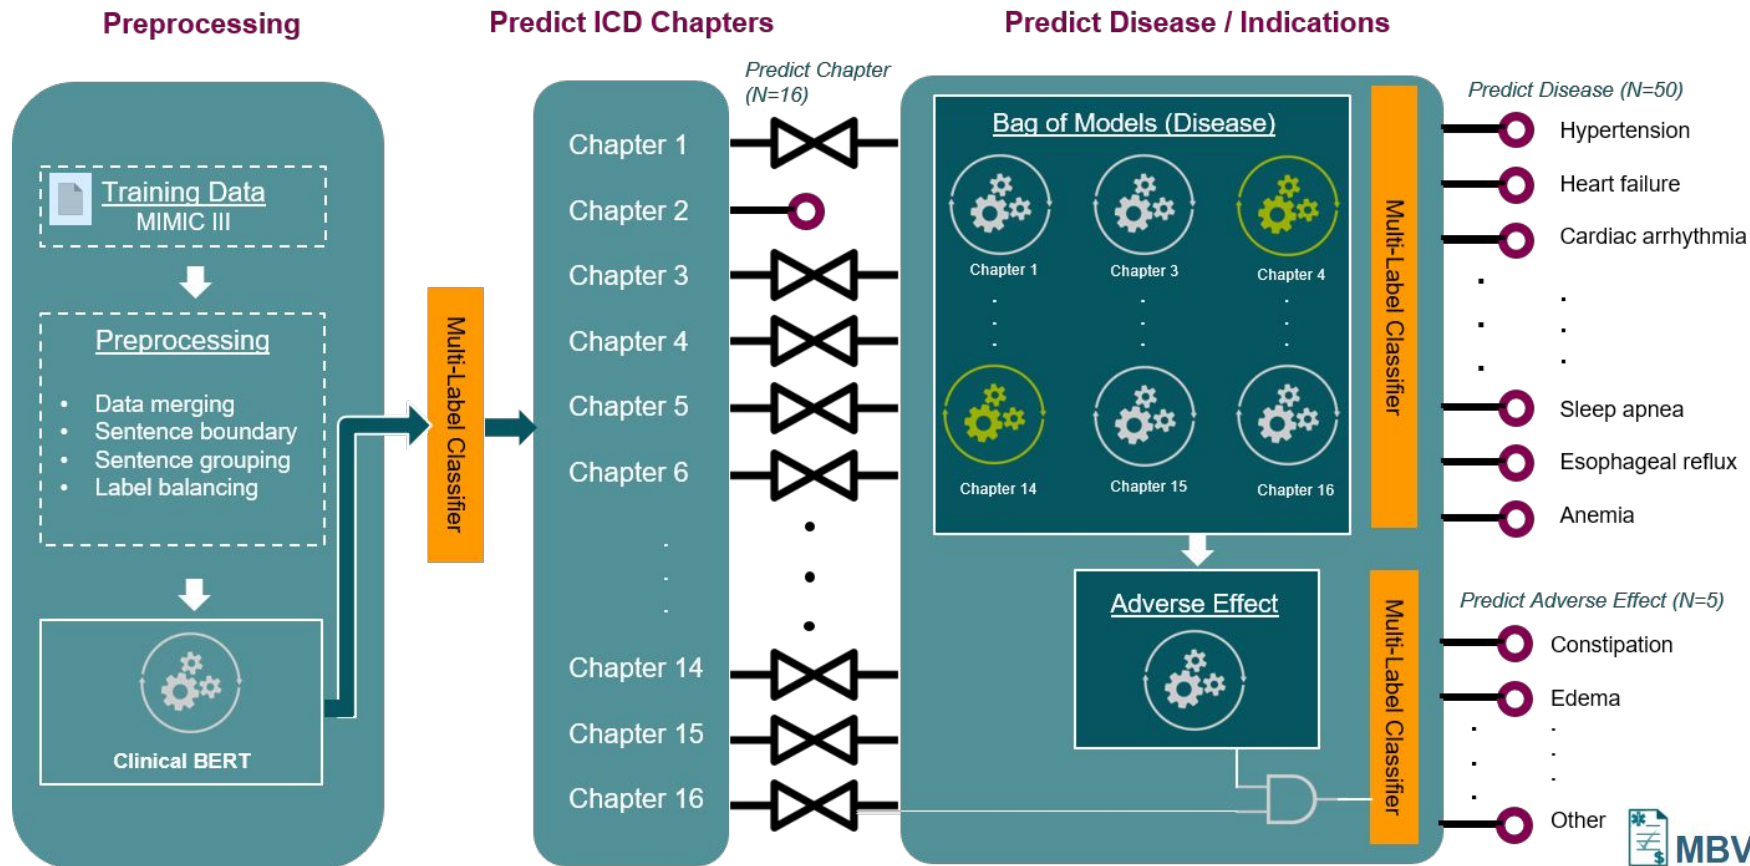 Preprocessing
Predict ICD Chapters
Predict Disease / Indications
Training Data
MIMIC III
Preprocessing
• Data merging
• Sentence boundary
• Sentence grouping
• Label balancing
Clinical BERT
Multi-Label Classifier
Predict Chapter
(N=16)
Chapter 1
Chapter 2
Chapter 3
Chapter 4
Chapter 5
Chapter 6
Chapter 14
Chapter 15
Chapter 16
Bag of Models (Disease)
Chapter 1
Chapter 3
Chapter 4
Chapter 14
Chapter 15
Chapter 16
Multi-Label Classifier
Adverse Effect
Multi-Label Classifier
Predict Disease (N=50)
Hypertension
Heart failure
Cardiac arrhythmia
Sleep apnea
Esophageal reflux
Anemia
Predict Adverse Effect (N=5)
Constipation
Edema
Other
MBV